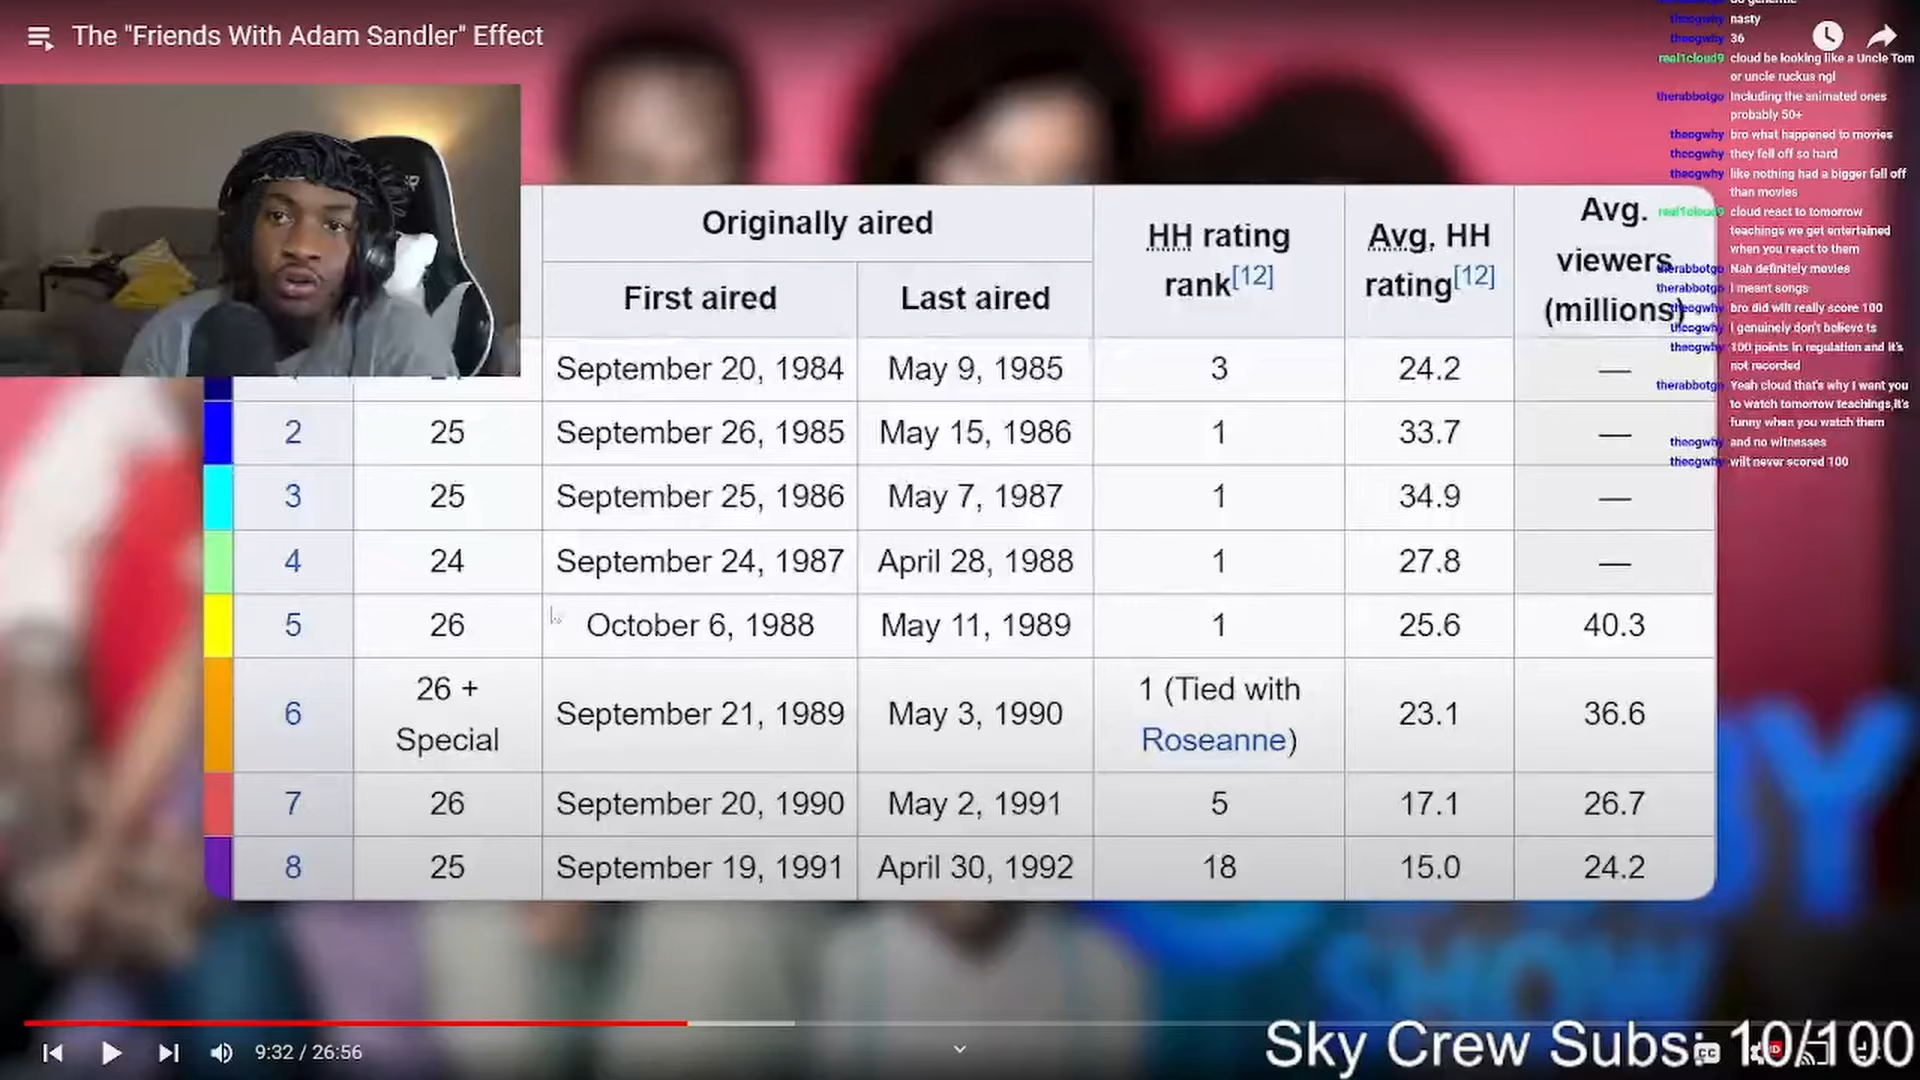 The "Friends With Adam Sandler" Effect
Originally aired
First aired
Last aired
HH rating
rank[12]
Avg. HH
rating[12]
Avg.
viewers
(millions)
September 20, 1984 May 9, 1985 3 24.2 —
2 25 September 26, 1985 May 15, 1986 1 33.7 —
3 25 September 25, 1986 May 7, 1987 1 34.9 —
4 24 September 24, 1987 April 28, 1988 1 27.8 —
5 26 October 6, 1988 May 11, 1989 1 25.6 40.3
6 26 + Special September 21, 1989 May 3, 1990 1 (Tied with Roseanne) 23.1 36.6
7 26 September 20, 1990 May 2, 1991 5 17.1 26.7
8 25 September 19, 1991 April 30, 1992 18 15.0 24.2
theogwhy nasty
theogwhy 36
real1cloud9 cloud be looking like a Uncle Tom
or uncle ruckus ngl
therabbotgo Including the animated ones
probably 50+
theogwhy bro what happened to movies
theogwhy they fell off so hard
theogwhy like nothing had a bigger fall off
than movies
real1cloud9 cloud react to tomorrow
teachings we get entertained
when you react to them
therabbotgo Nah definitely movies
therabbotgo I meant songs
theogwhy bro did wilt really score 100
theogwhy I genuinely don't believe ts
theogwhy 100 points in regulation and it's
not recorded
therabbotgo Yeah cloud that's why I want you
to watch tomorrow teachings,it's
funny when you watch them
theogwhy and no witnesses
theogwhy wilt never scored 100
SHOW
9:32 / 26:56
Sky Crew Subs: 10/100
CC